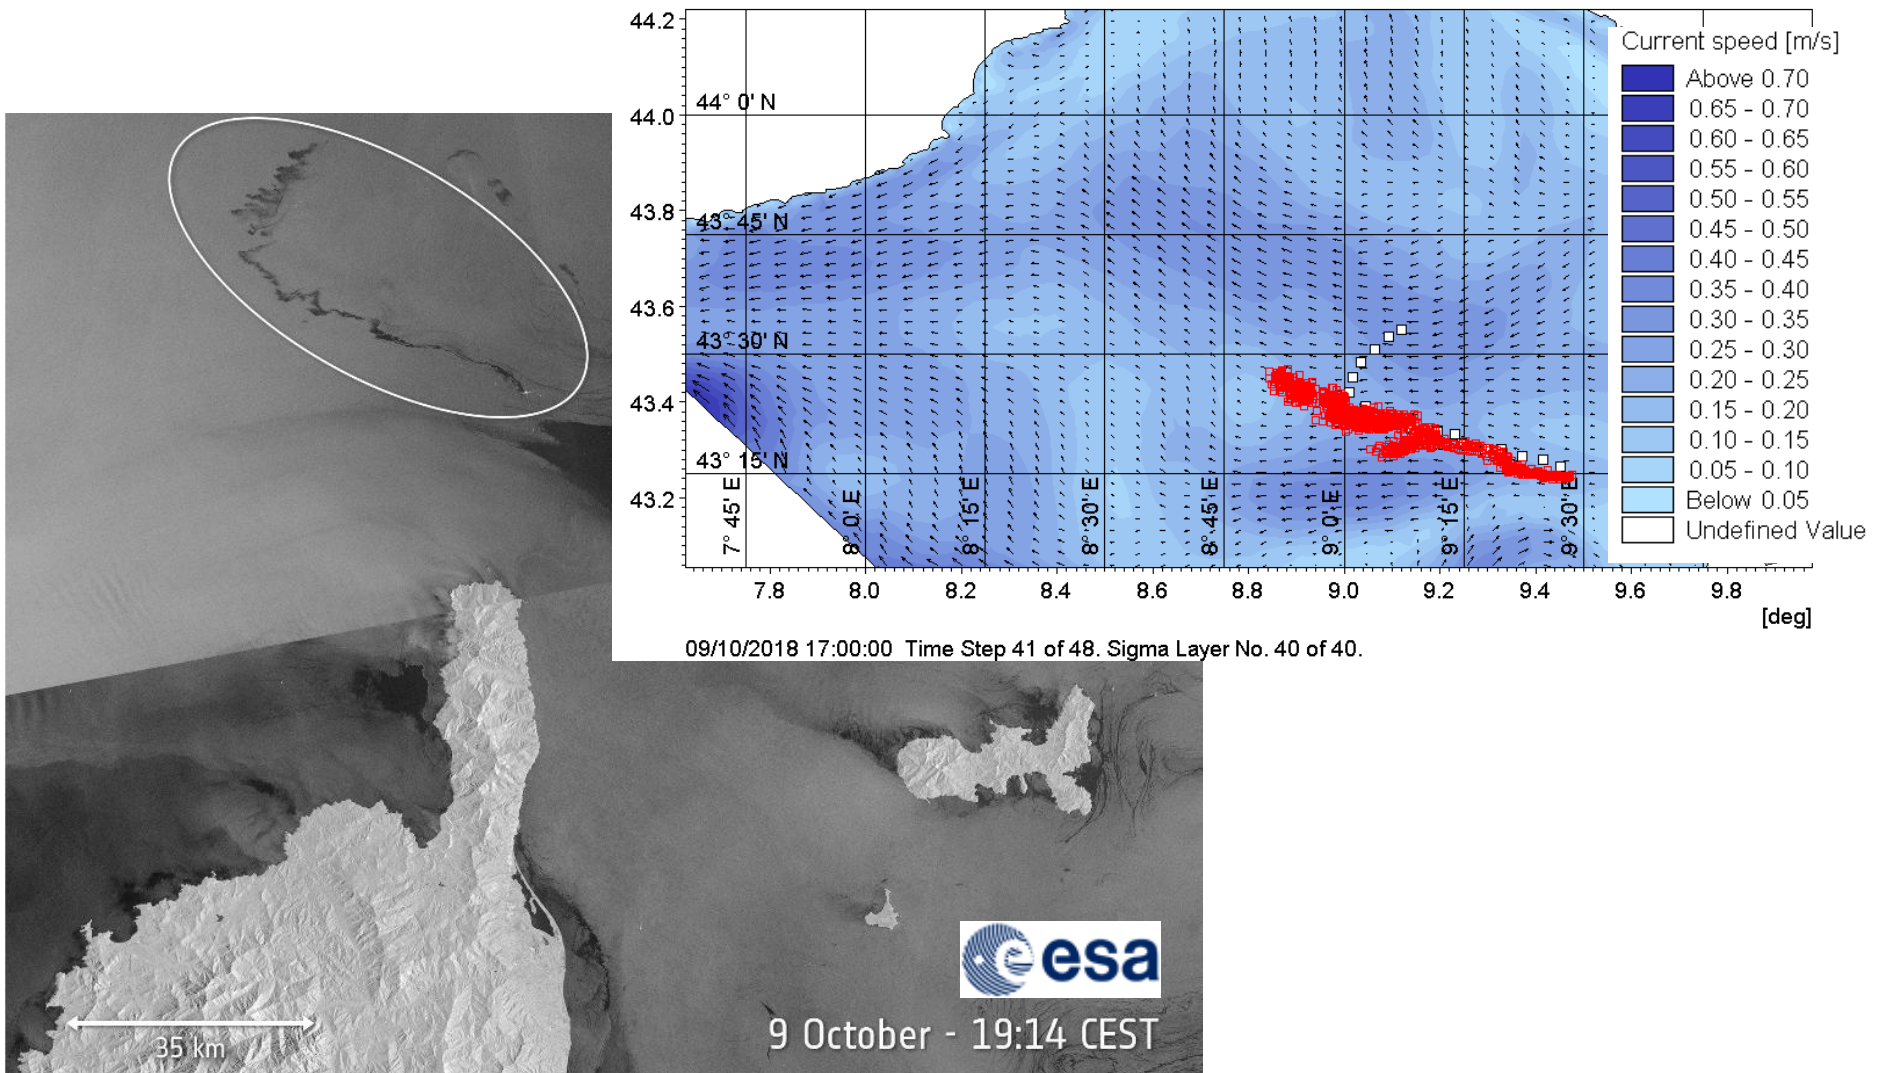 44.2
44.0
43.8
43.6
43.4
43.2
44° 0' N
43° 45' N
43° 30' N
43° 15' N
7° 45' E
8° 0' E
8° 15' E
8° 30' E
8° 45' E
9° 0' E
9° 15' E
9° 30' E
7.8 8.0 8.2 8.4 8.6 8.8 9.0 9.2 9.4 9.6 9.8
[deg]
09/10/2018 17:00:00 Time Step 41 of 48. Sigma Layer No. 40 of 40.
Current speed [m/s]
Above 0.70
0.65 - 0.70
0.60 - 0.65
0.55 - 0.60
0.50 - 0.55
0.45 - 0.50
0.40 - 0.45
0.35 - 0.40
0.30 - 0.35
0.25 - 0.30
0.20 - 0.25
0.15 - 0.20
0.10 - 0.15
0.05 - 0.10
Below 0.05
Undefined Value
esa
9 October - 19:14 CEST
35 km